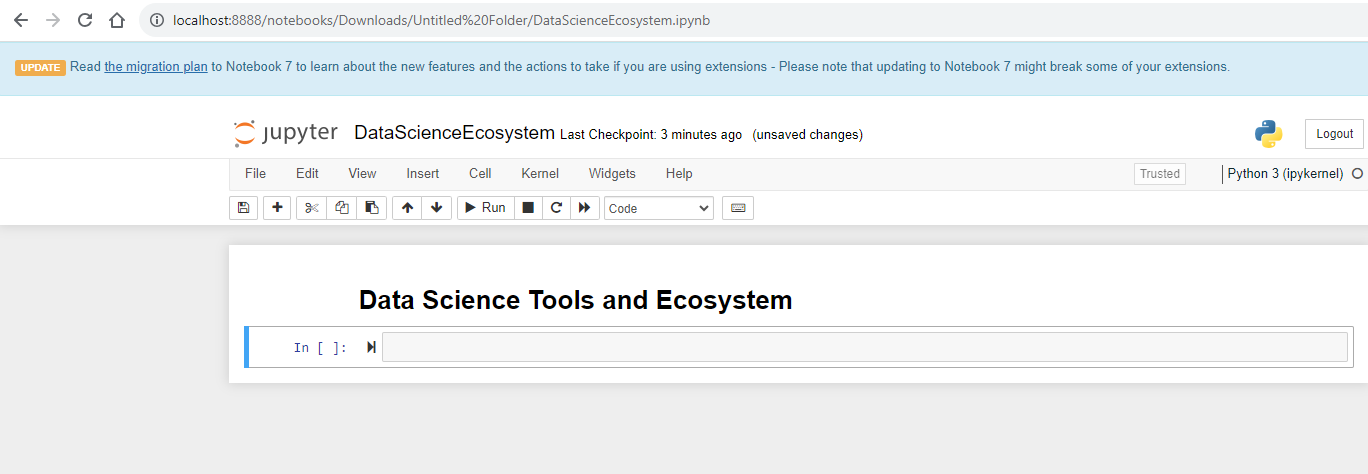 localhost:8888/notebooks/Downloads/Untitled%20Folder/DataScienceEcosystem.ipynb
UPDATE Read the migration plan to Notebook 7 to learn about the new features and the actions to take if you are using extensions - Please note that updating to Notebook 7 might break some of your extensions.
jupyter DataScienceEcosystem Last Checkpoint: 3 minutes ago (unsaved changes) Logout
File Edit View Insert Cell Kernel Widgets Help Trusted Python 3 (ipykernel)
Run Code
Data Science Tools and Ecosystem
In [ ]: